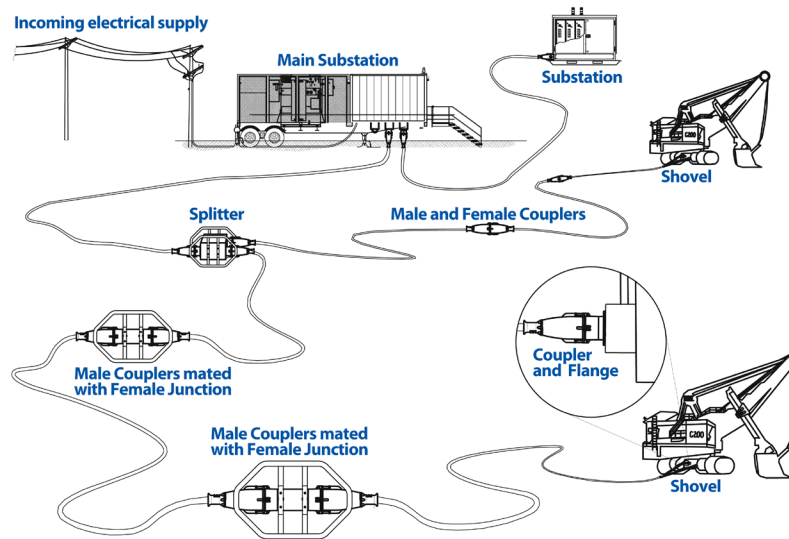 Incoming electrical supply
Main Substation
Substation
C200
Shovel
Splitter
Male and Female Couplers
Male Couplers mated
with Female Junction
Coupler
and Flange
Male Couplers mated
with Female Junction
C200
Shovel